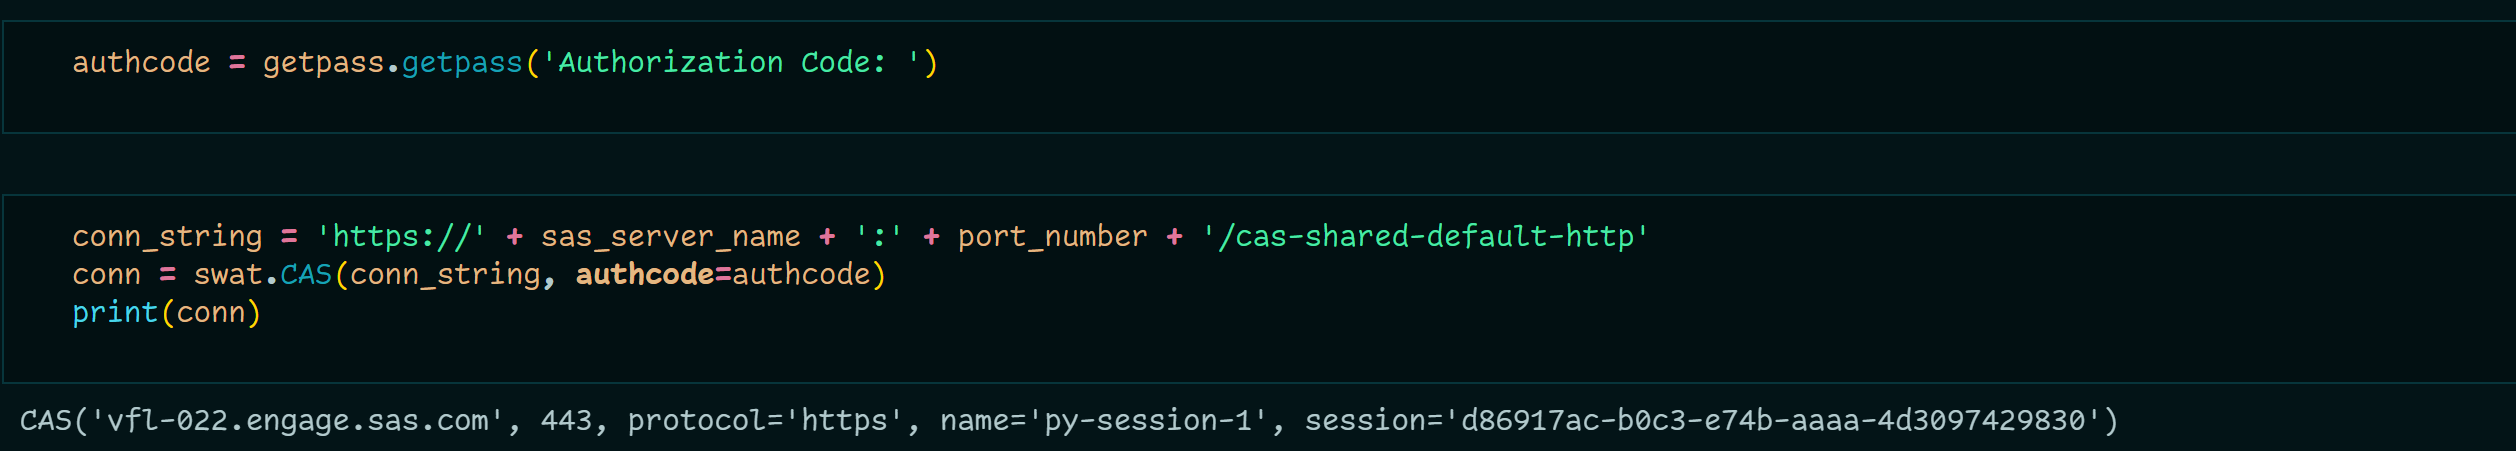 authcode = getpass.getpass('Authorization Code: ')
conn_string = 'https://' + sas_server_name + ':' + port_number + '/cas-shared-default-http'
conn = swat.CAS(conn_string, authcode=authcode)
print(conn)
CAS('vfl-022.engage.sas.com', 443, protocol='https', name='py-session-1', session='d86917ac-b0c3-e74b-aaaa-4d3097429830')